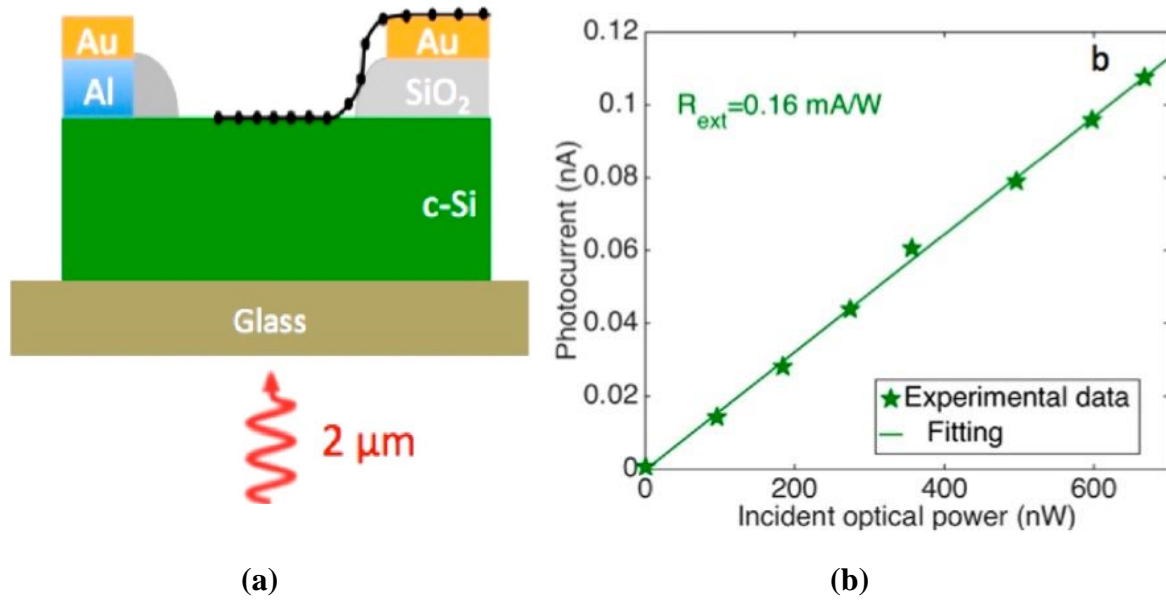 Au
Au
Al
SiO₂
c-Si
Glass
2 μm
(a)
b
R_ext=0.16 mA/W
Photocurrent (nA)
0.12
0.1
0.08
0.06
0.04
0.02
0
0 200 400 600
Incident optical power (nW)
Experimental data
Fitting
(b)